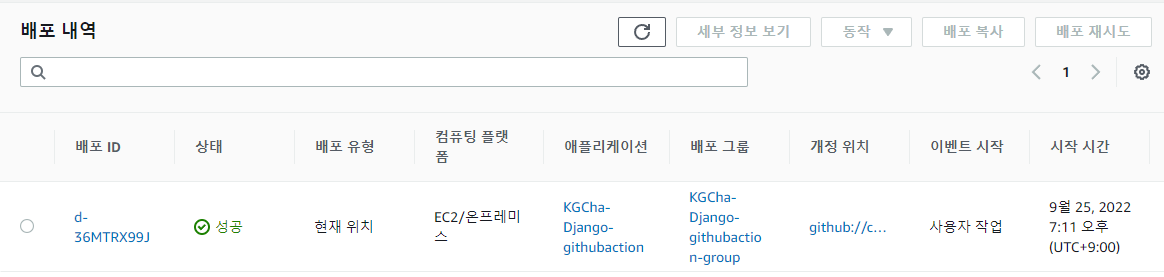 배포 내역
세부 정보 보기
동작
배포 복사
배포 재시도
1
배포 ID
상태
배포 유형
컴퓨팅 플랫
폼
애플리케이션
배포 그룹
개정 위치
이벤트 시작
시작 시간
d-
36MTRX99J
성공
현재 위치
EC2/온프레미
스
KGCha-
Django-
githubaction
KGCha-
Django-
githubactio
n-group
github://c...
사용자 작업
9월 25, 2022
7:11 오후
(UTC+9:00)